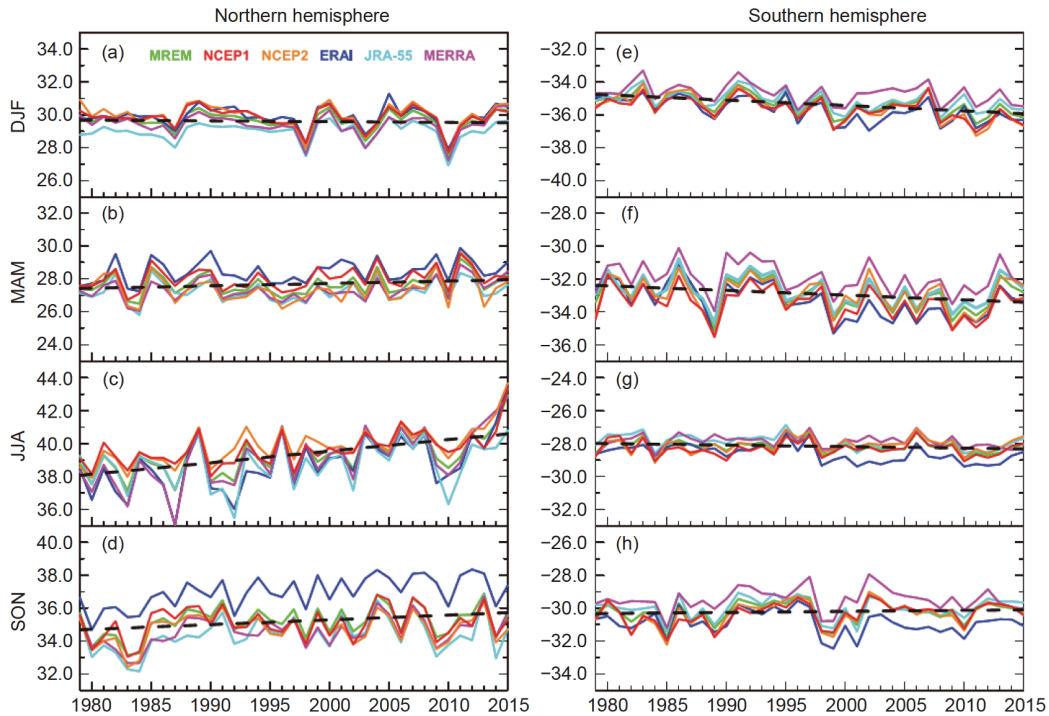 Northern hemisphere
Southern hemisphere
(a) MREM NCEP1 NCEP2 ERAI JRA-55 MERRA
DJF
34.0
32.0
30.0
28.0
26.0
(b)
MAM
28.0
30.0
28.0
26.0
24.0
(c)
JJA
44.0
42.0
40.0
38.0
36.0
(d)
SON
40.0
38.0
36.0
34.0
32.0
1980 1985 1990 1995 2000 2005 2010 2015
(e)
−32.0
−34.0
−36.0
−38.0
−40.0
(f)
−28.0
−30.0
−32.0
−34.0
−36.0
(g)
−24.0
−26.0
−28.0
−30.0
−32.0
(h)
−26.0
−28.0
−30.0
−32.0
−34.0
1980 1985 1990 1995 2000 2005 2010 2015